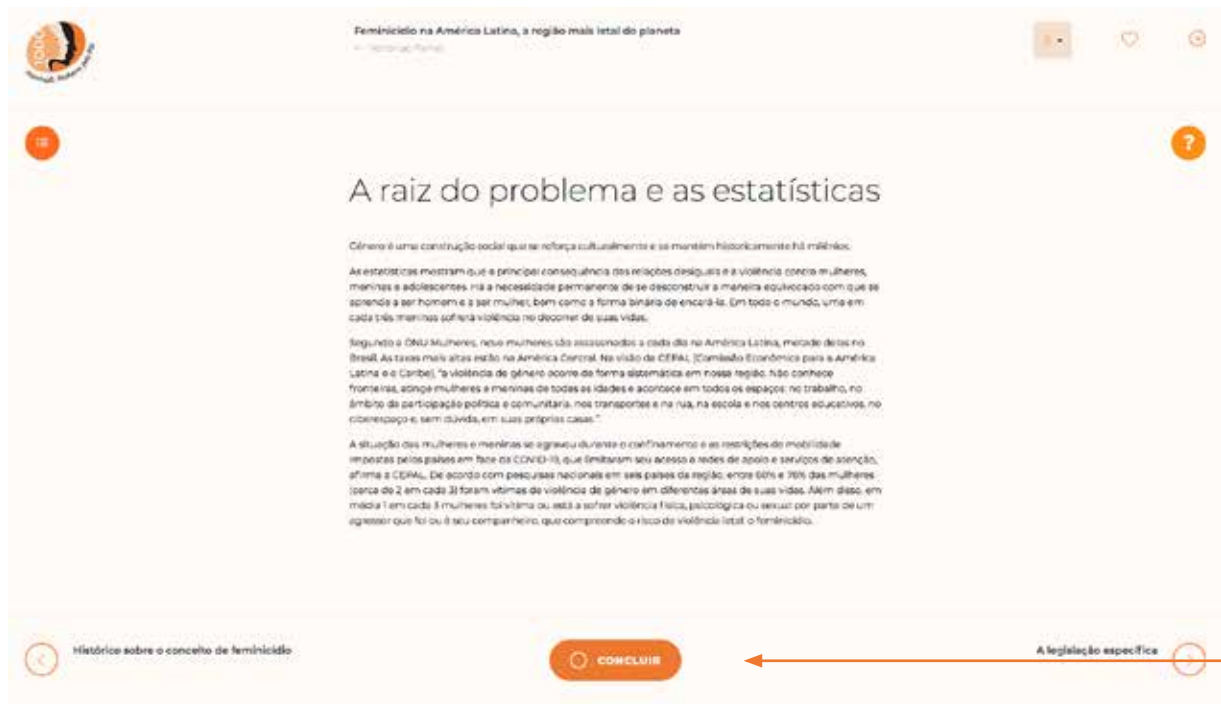 Feminicídio na América Latina, a região mais letal do planeta
A raiz do problema e as estatísticas
Gênero é uma construção social que se reforça culturalmente e se mantém historicamente há milênios.
As estatísticas mostram que a principal consequência das relações desiguais é a violência contra mulheres,
meninas e adolescentes. Há a necessidade permanente de se desconstruir a maneira equivocada com que se
aprende a ser homem e a ser mulher, bem como a forma binária de encará-la. Em todo o mundo, uma em
cada três meninas sofrerá violência no decorrer de suas vidas.
Segundo a ONU Mulheres, nove mulheres são assassinadas a cada dia na América Latina, metade delas no
Brasil. As taxas mais altas estão na América Central. Na visão da CEPAL (Comissão Econômica para a América
Latina e o Caribe), "a violência de gênero ocorre de forma sistemática em nossa região. Não conhece
fronteiras, atinge mulheres e meninas de todas as idades e acontece em todos os espaços: no trabalho, no
âmbito da participação política e comunitária, nos transportes e na rua, na escola e nos centros educativos, no
ciberespaço e, sem dúvida, em suas próprias casas."
A situação das mulheres e meninas se agravou durante o confinamento e as restrições de mobilidade
impostas pelos países em face da COVID-19, que limitaram seu acesso a redes de apoio e serviços de atenção,
afirma a CEPAL. De acordo com pesquisas nacionais em seis países da região, entre 60% e 76% das mulheres
(cerca de 2 em cada 3) foram vítimas de violência de gênero em diferentes áreas de suas vidas. Além disso, em
média 1 em cada 3 mulheres foi vítima ou está a sofrer violência física, psicológica ou sexual por parte de um
agressor que foi ou é seu companheiro, que compreende o risco de violência letal: o feminicídio.
Histórico sobre o conceito de feminicídio
CONCLUIR
A legislação específica
?